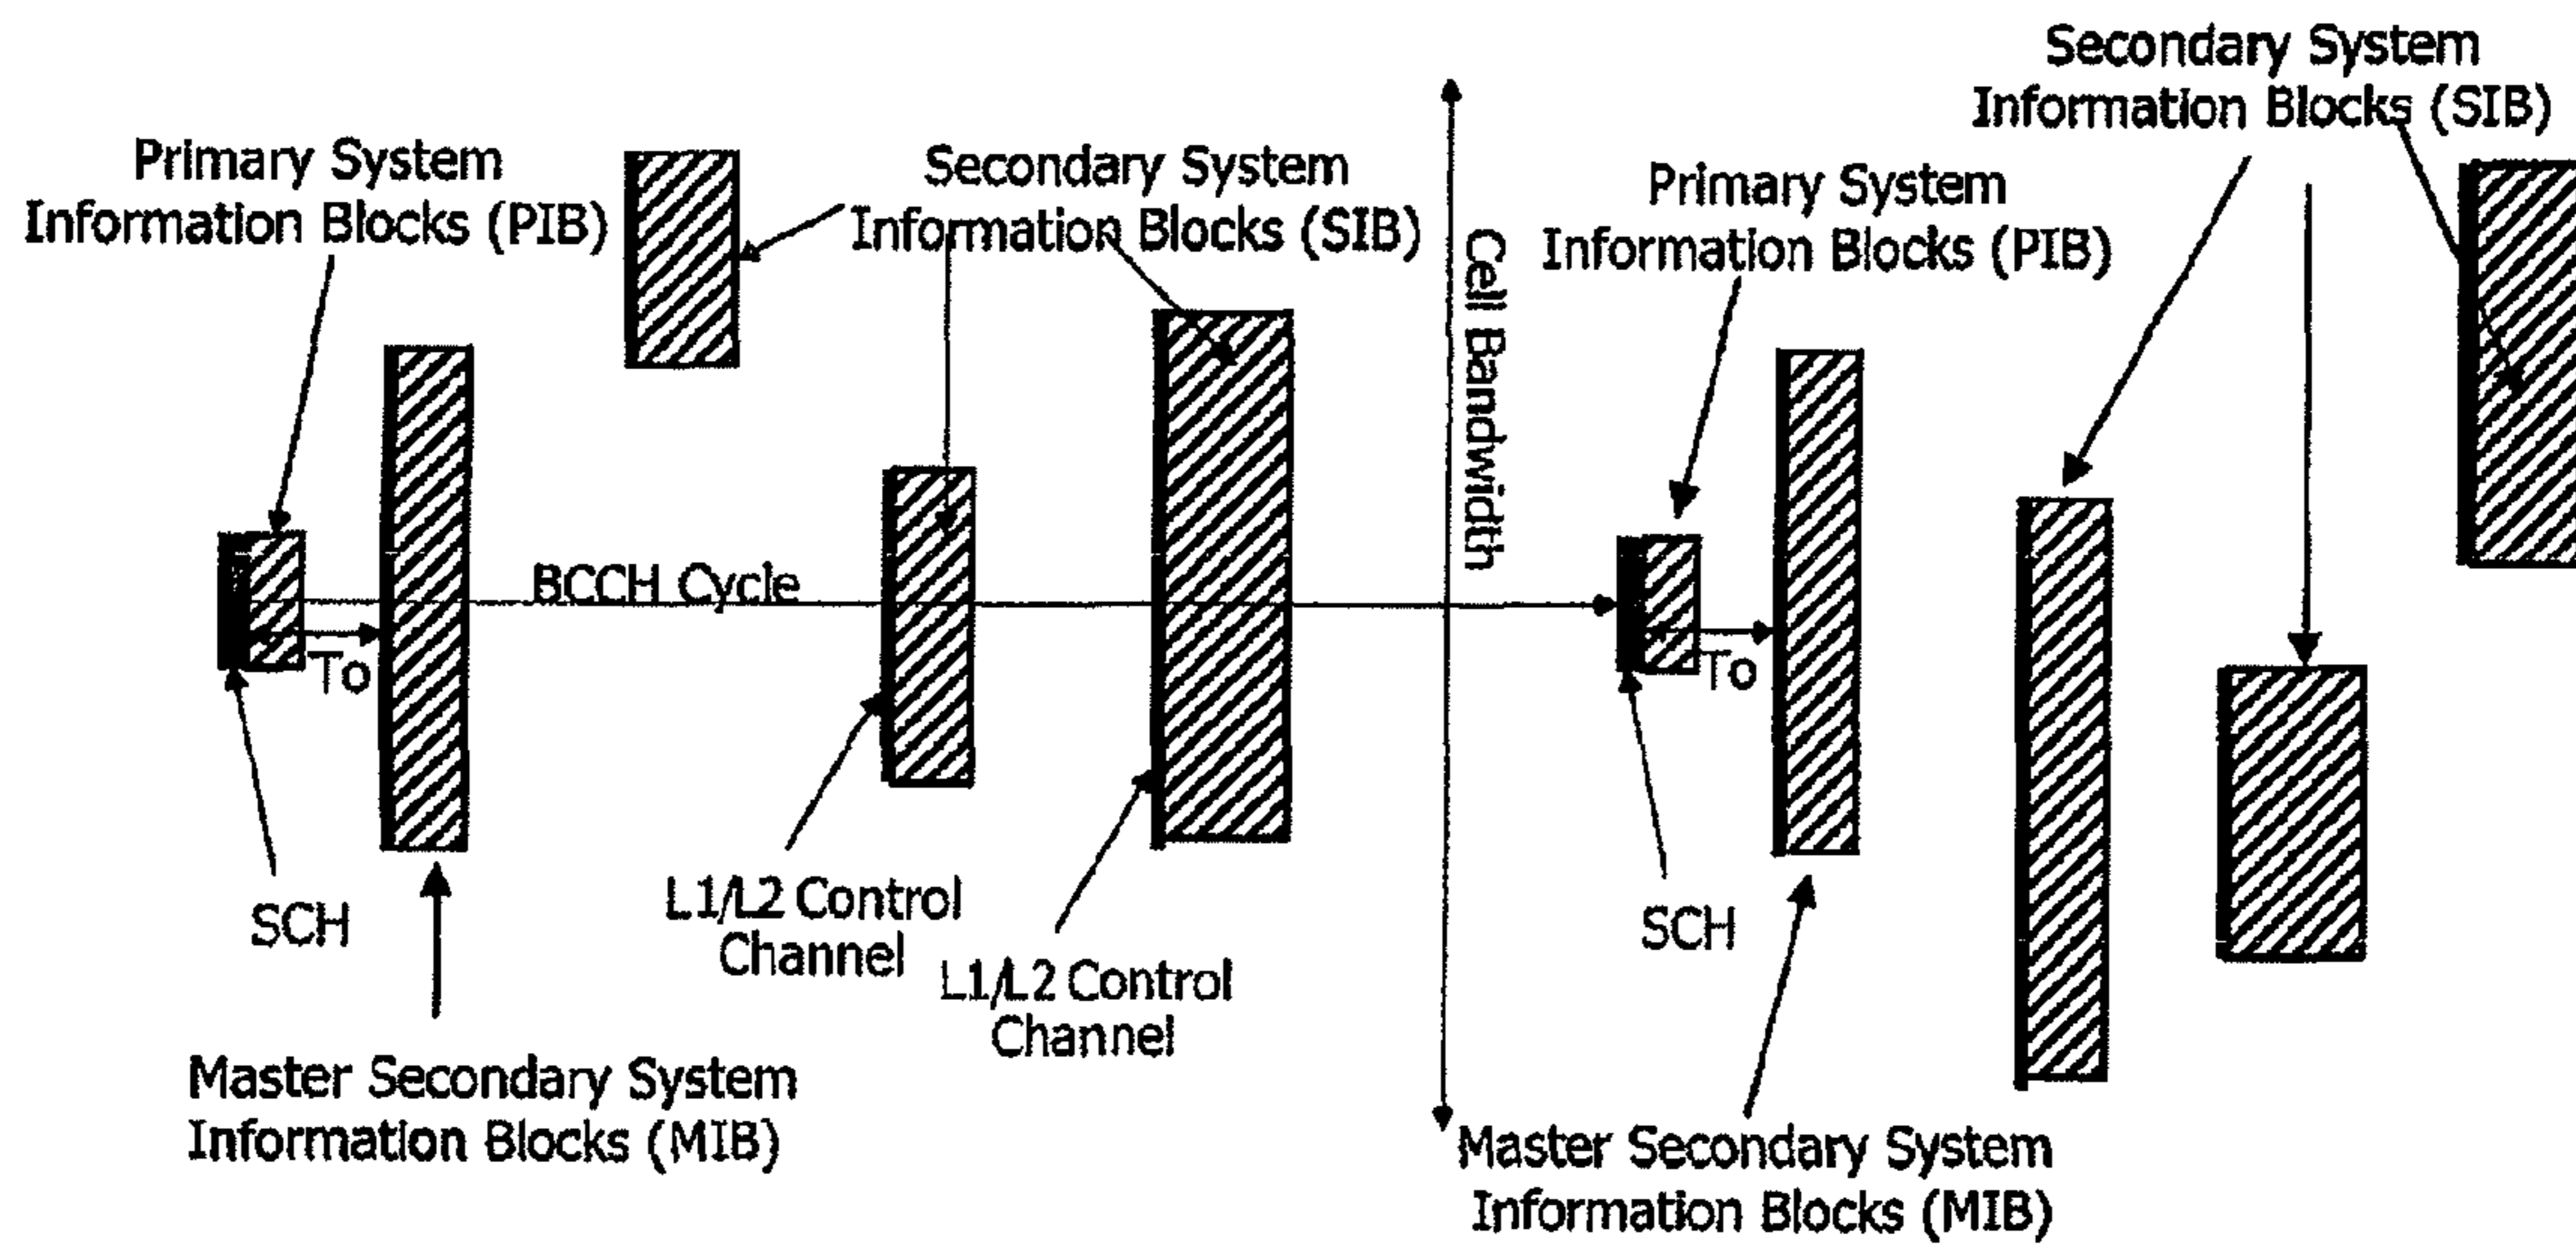 Primary System
Information Blocks (PIB)
Secondary System
Information Blocks (SIB)
Cell Bandwidth
Primary System
Information Blocks (PIB)
Secondary System
Information Blocks (SIB)
BCCH Cycle
To
To
SCH
L1/L2 Control
Channel
L1/L2 Control
Channel
SCH
Master Secondary System
Information Blocks (MIB)
Master Secondary System
Information Blocks (MIB)